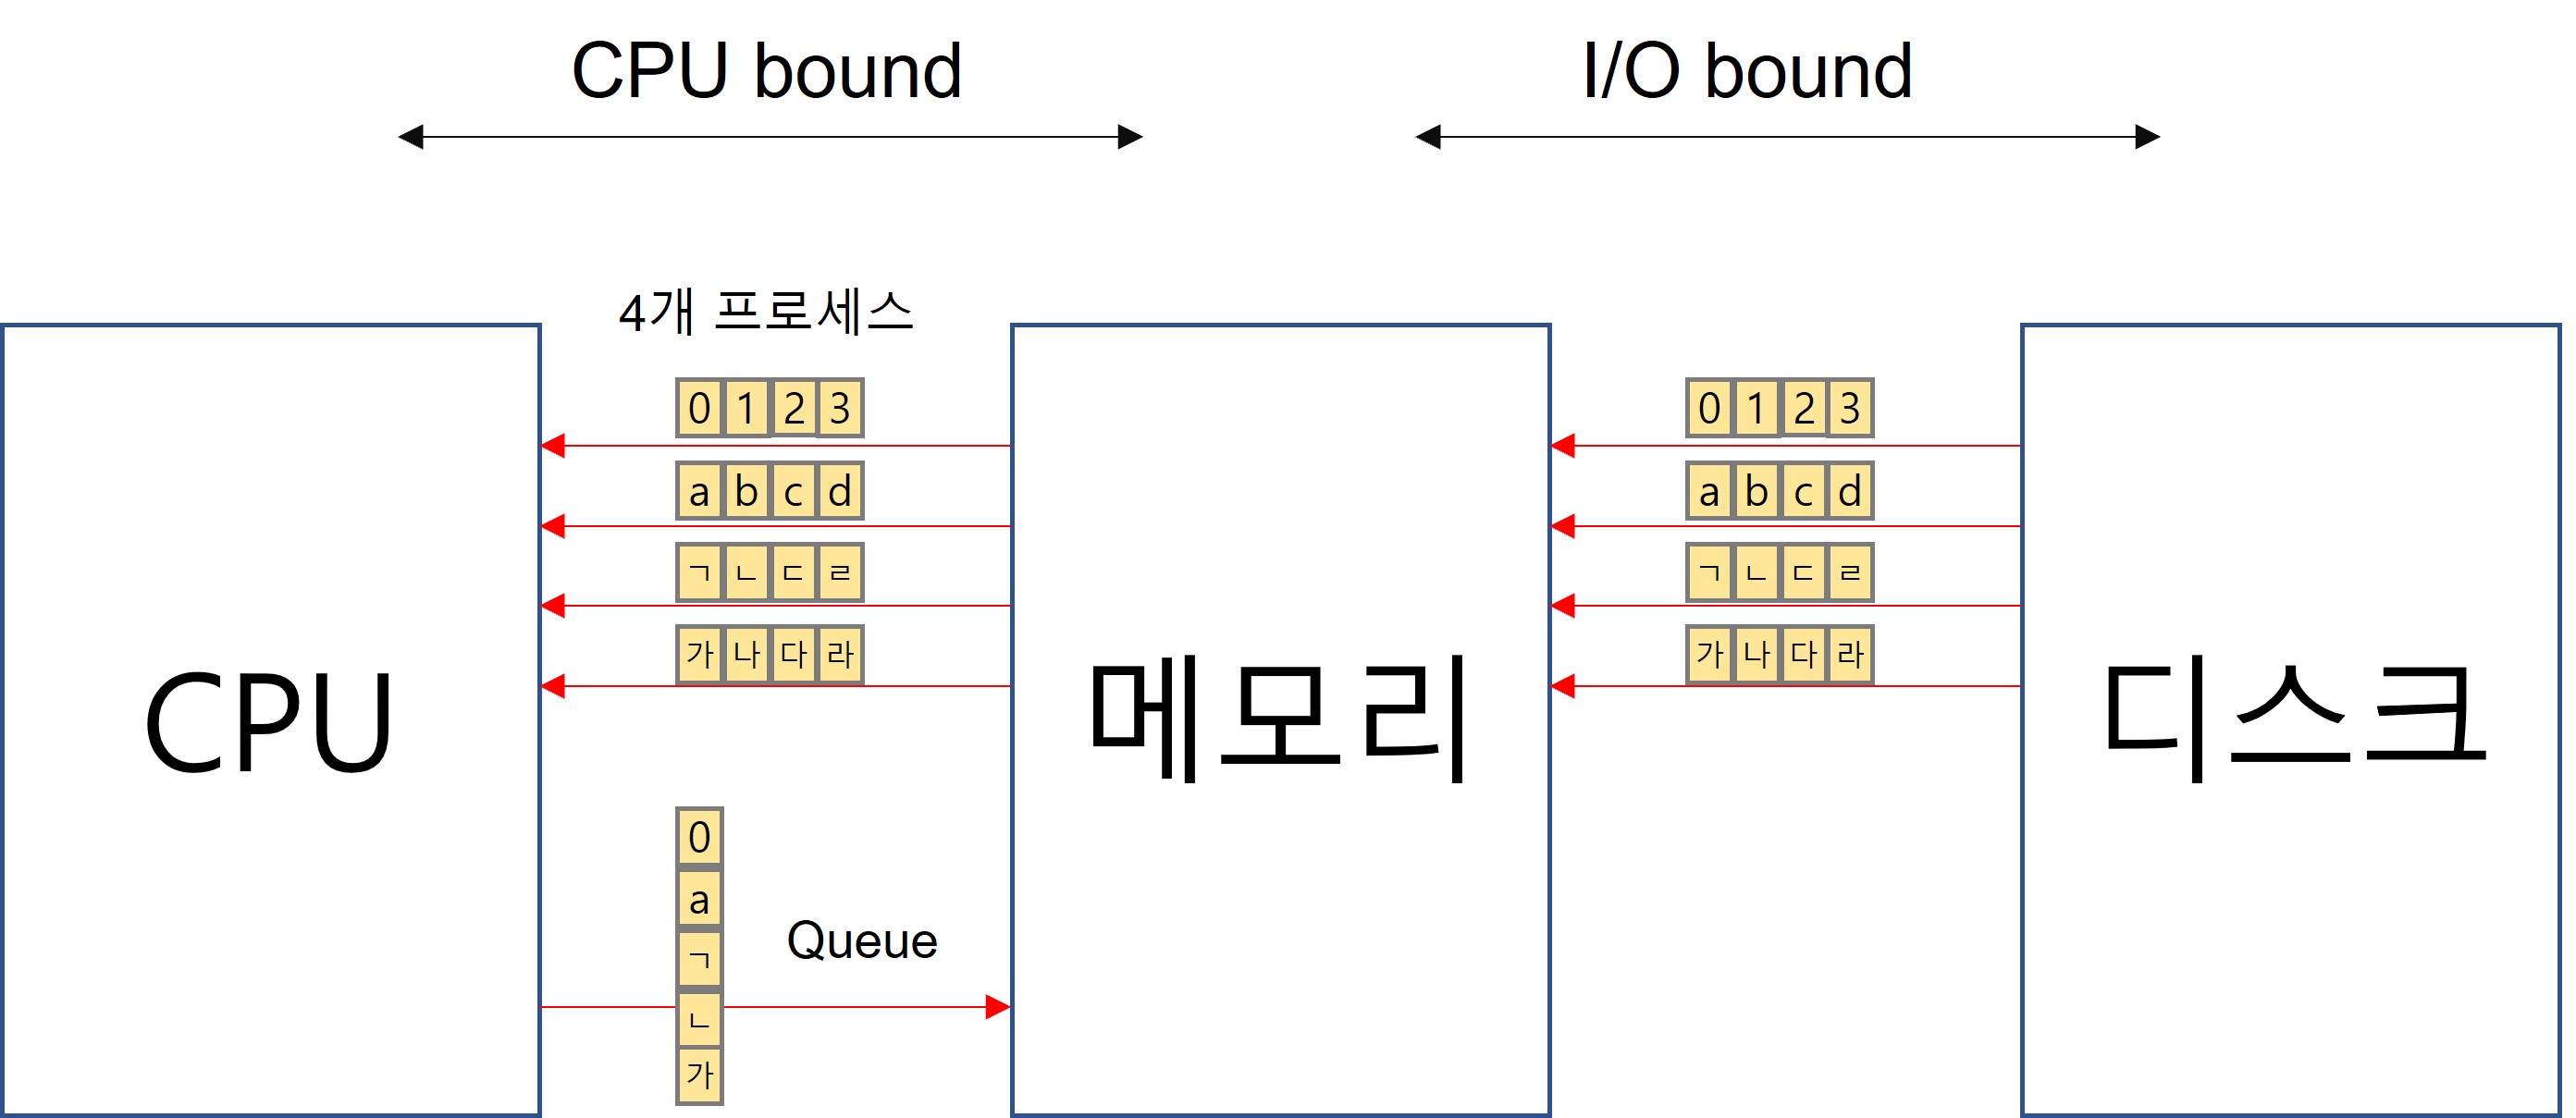 CPU bound
I/O bound
4개 프로세스
0 1 2 3
a b c d
ㄱ ㄴ ㄷ ㄹ
가 나 다 라
0 1 2 3
a b c d
ㄱ ㄴ ㄷ ㄹ
가 나 다 라
CPU
메모리
디스크
0
a
ㄱ
ㄴ
가
Queue